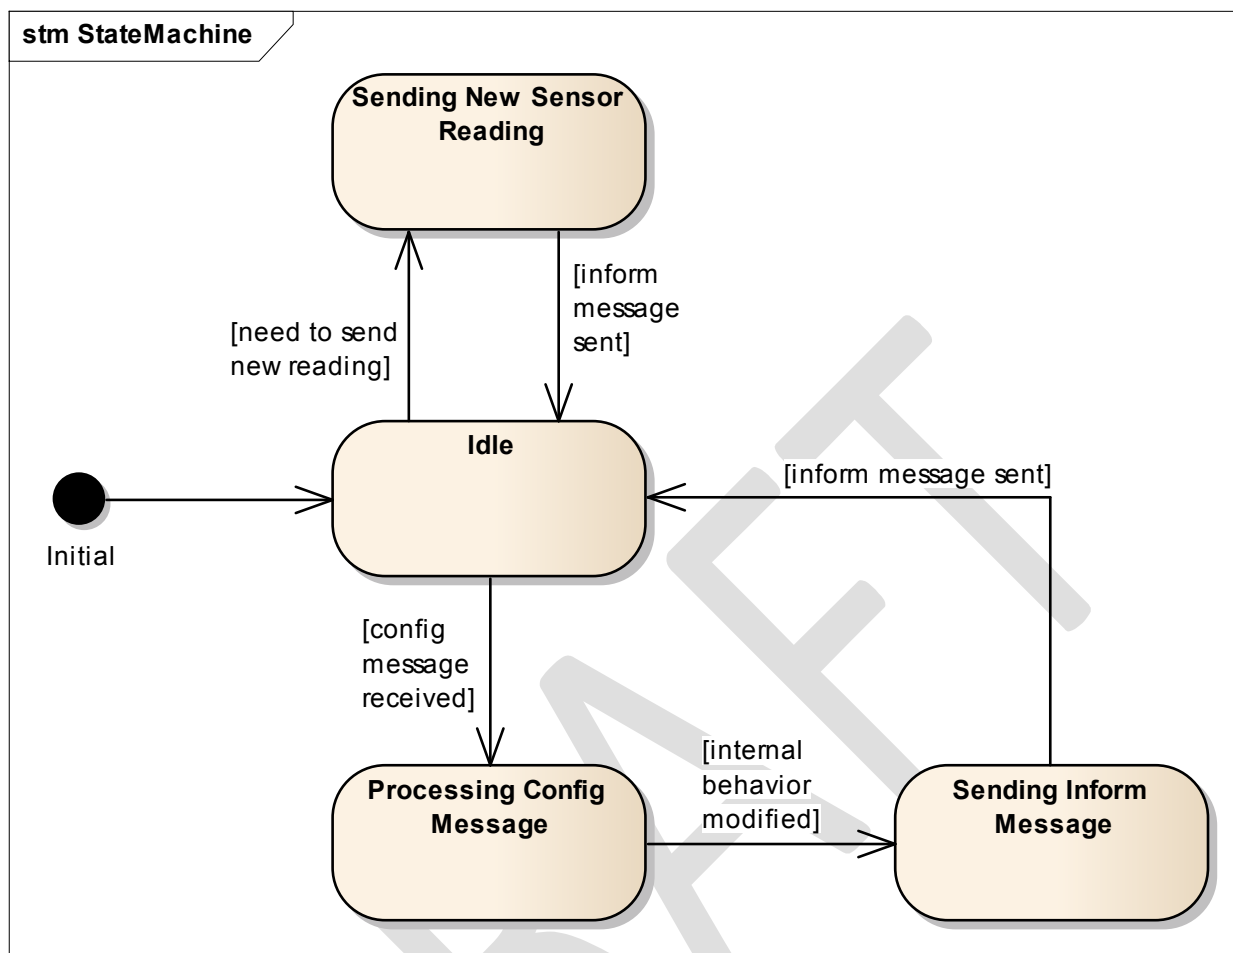 stm StateMachine
Sending New Sensor
Reading
[need to send
new reading]
[inform
message
sent]
Idle
Initial
[inform message sent]
[config
message
received]
Processing Config
Message
[internal
behavior
modified]
Sending Inform
Message